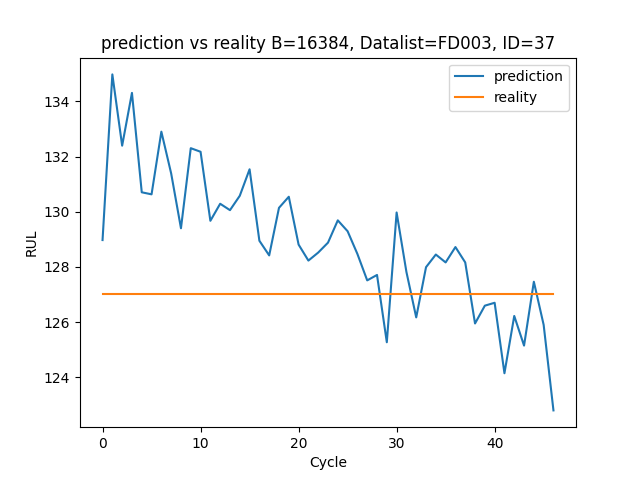 prediction vs reality B=16384, Datalist=FD003, ID=37
prediction
reality
RUL
134
132
130
128
126
124
0 10 20 30 40
Cycle